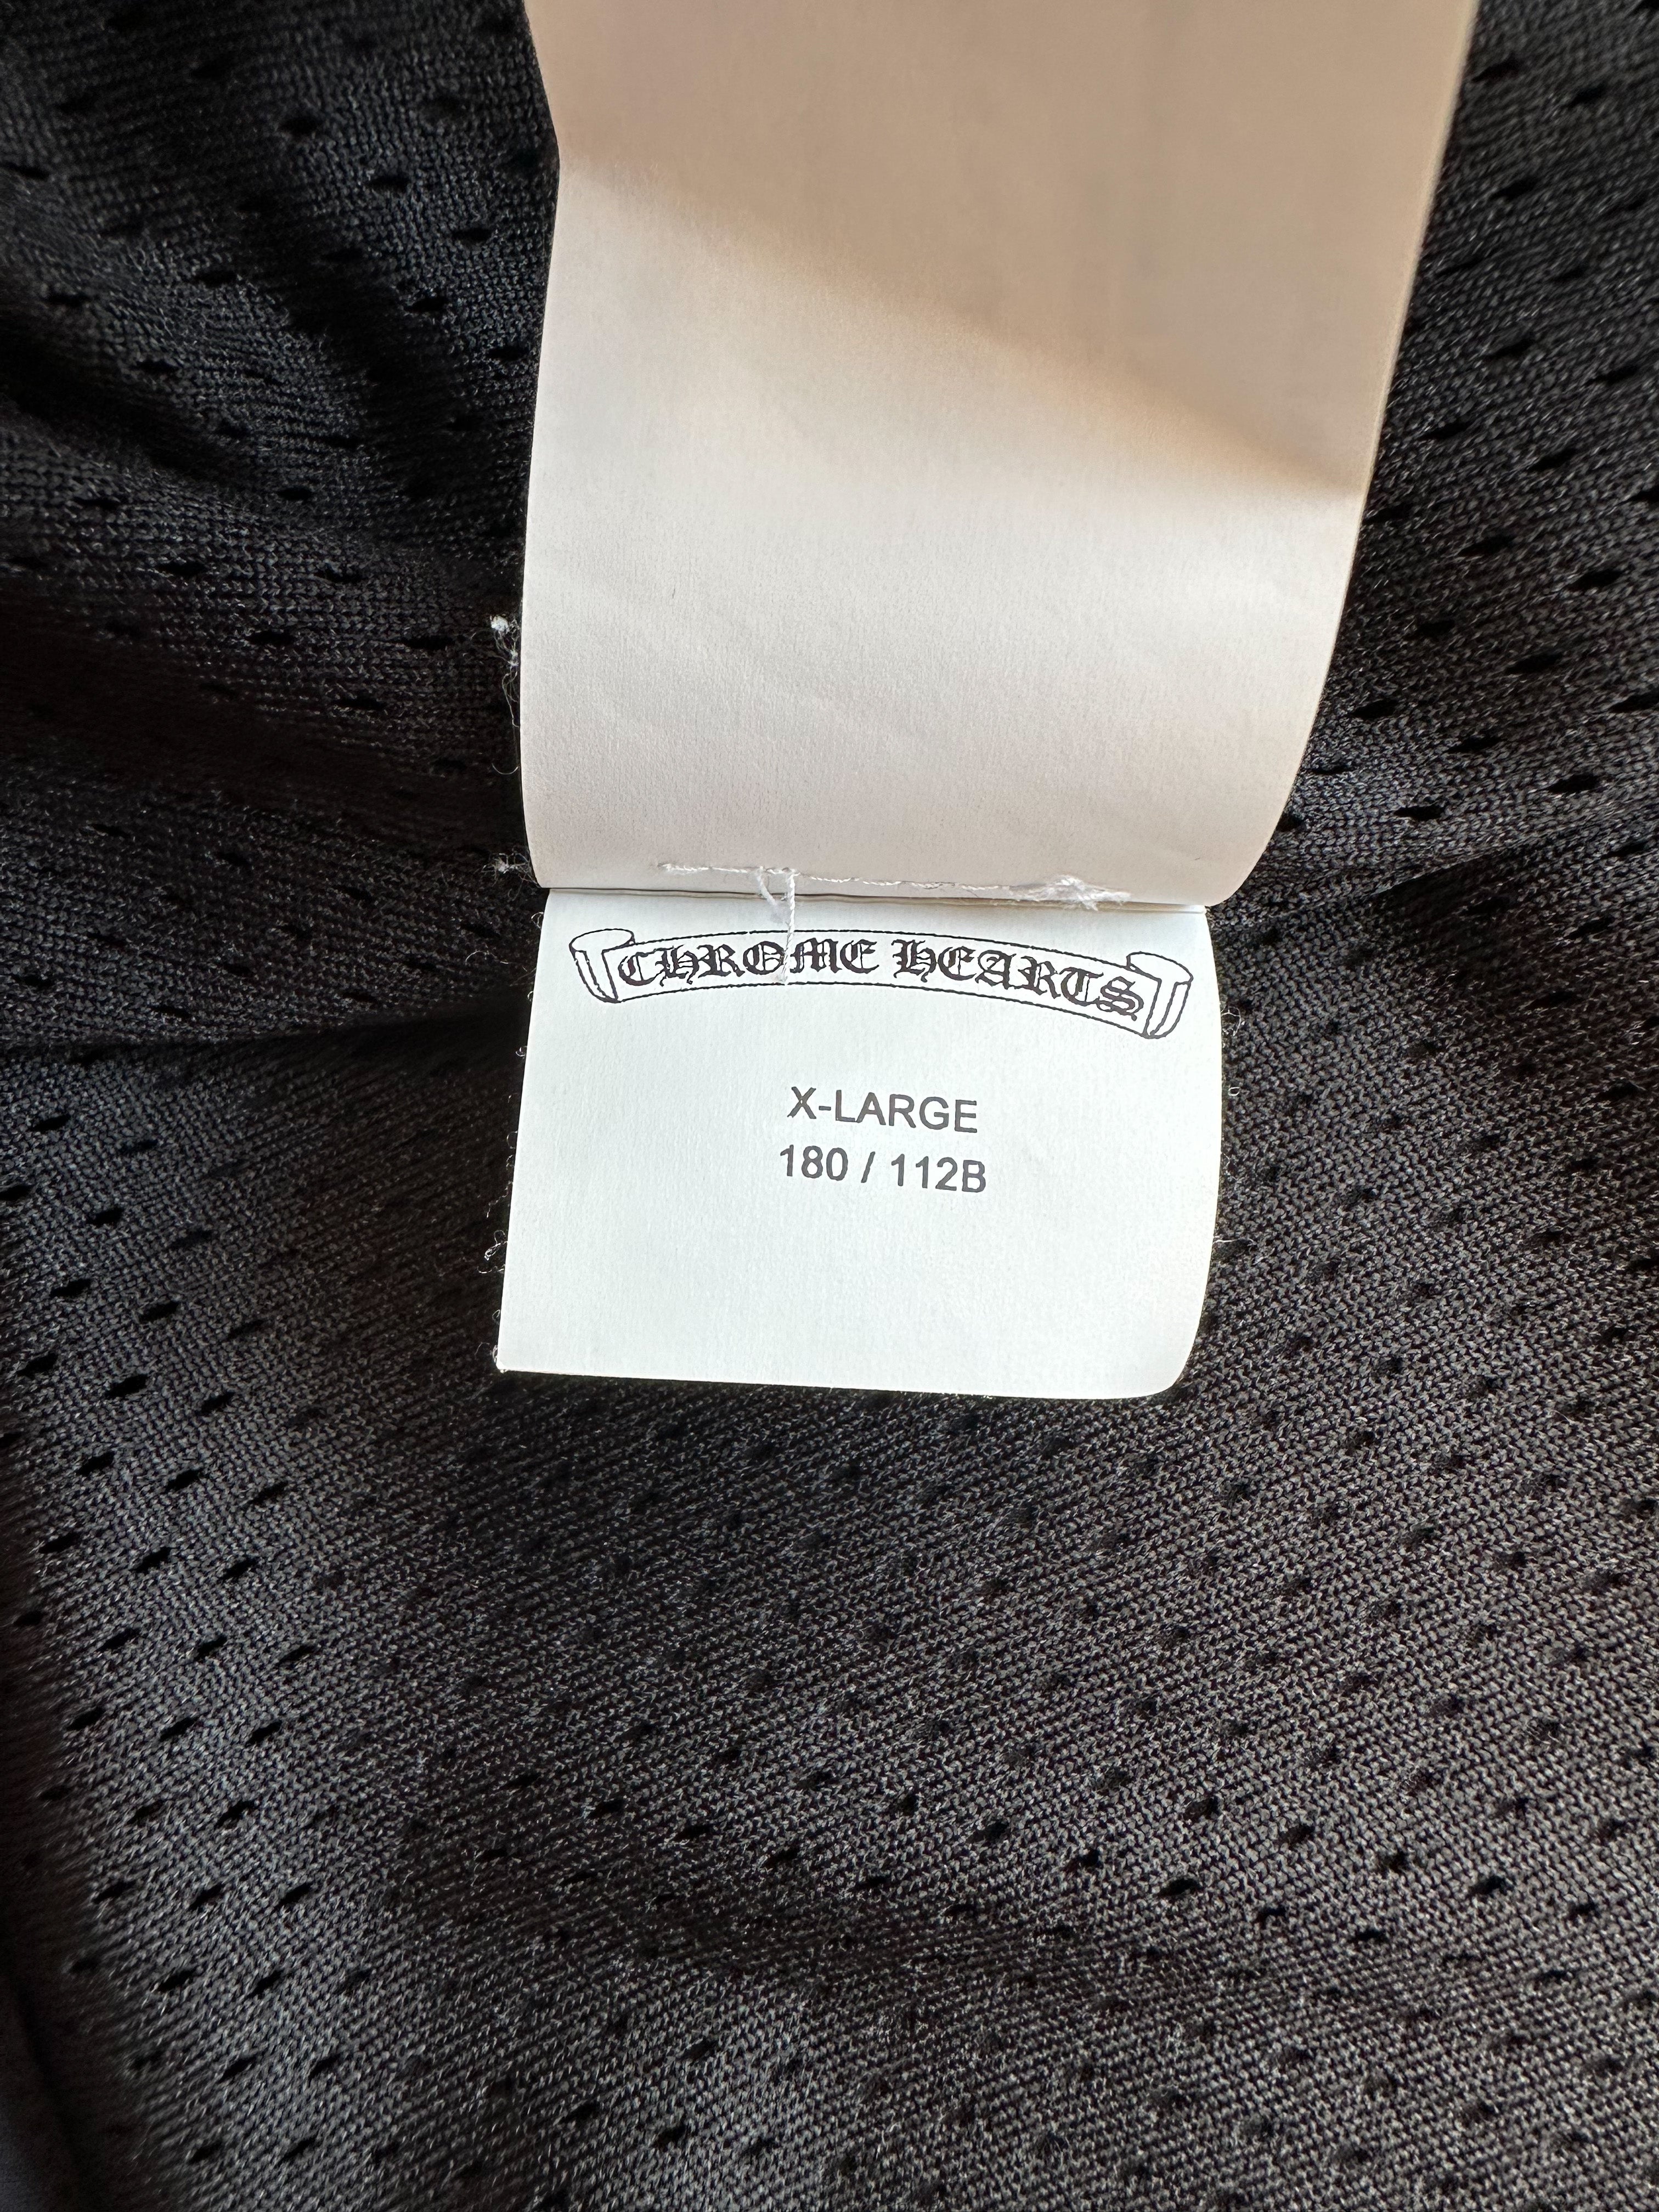 CHROME HEARTS
X-LARGE
180 / 112B